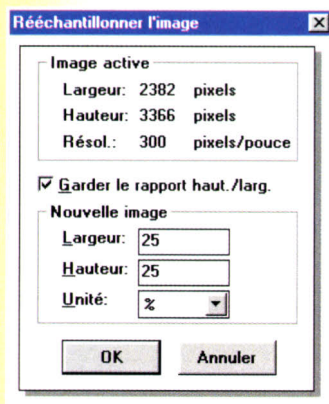 Rééchantillonner l'image
Image active
Largeur: 2382 pixels
Hauteur: 3366 pixels
Résol.: 300 pixels/pouce
Garder le rapport haut./larg.
Nouvelle image
Largeur: 25
Hauteur: 25
Unité: %
OK Annuler